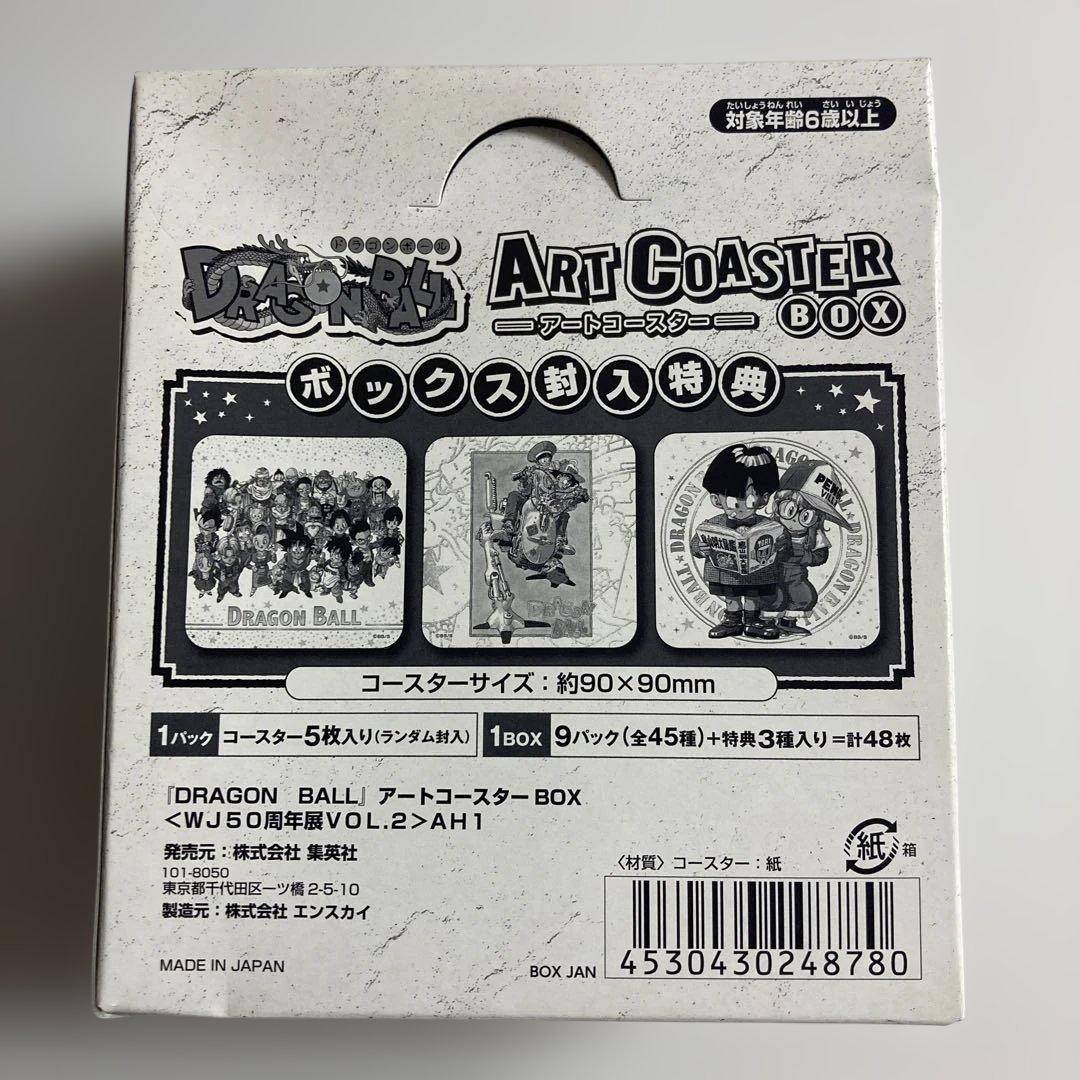 たいしょうねんれい さいいじょう
対象年齢6歳以上
ドラゴンボール
DRAGON BALL
ART COASTER
アートコースター
BOX
ボックス封入特典
DRAGON BALL
©BS/S
DRAGON BALL
©BS/S
DRAGON BALL DRAGON BALL DRAGON BALL
©BS/S
コースターサイズ：約90×90mm
1パック コースター5枚入り(ランダム封入)
1BOX 9パック(全45種)+特典3種入り=計48枚
『DRAGON BALL』アートコースターBOX
<WJ50周年展VOL.2>AH1
発売元：株式会社 集英社
101-8050
東京都千代田区一ツ橋2-5-10
製造元：株式会社 エンスカイ
MADE IN JAPAN
紙 箱
〈材質〉コースター：紙
BOX JAN
4530430248780